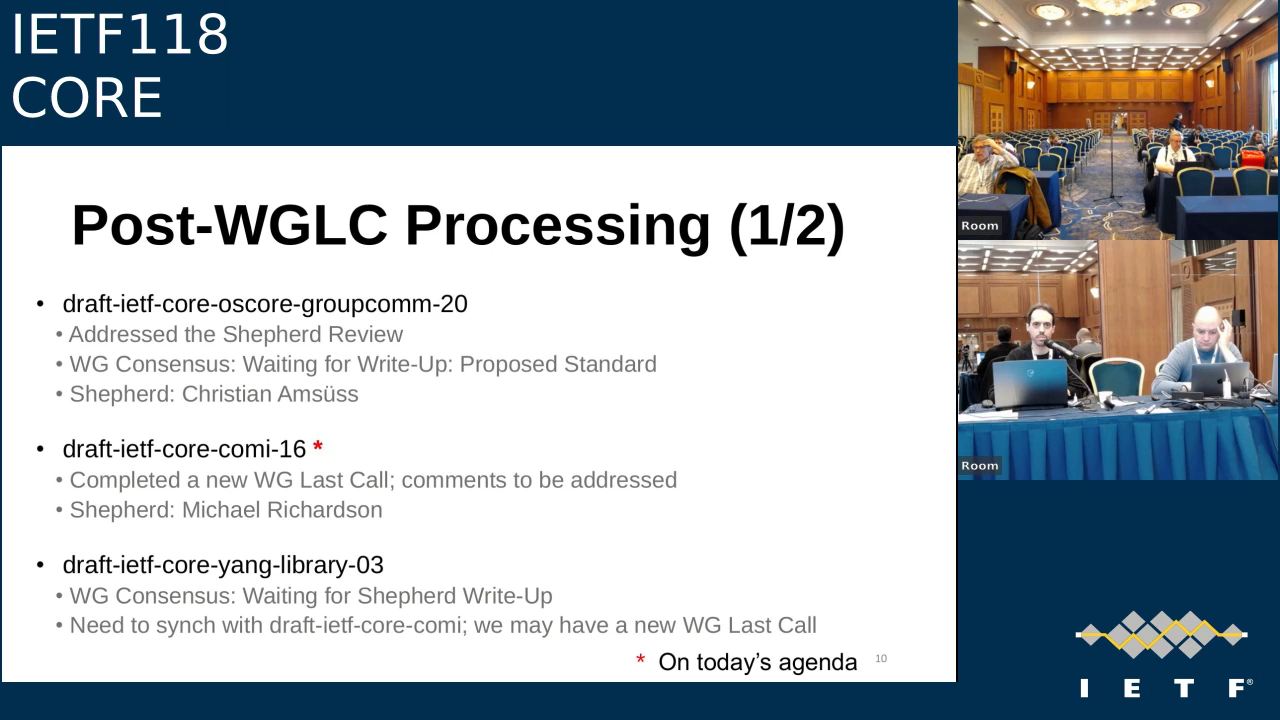 IETF118
CORE
Post-WGLC Processing (1/2)
• draft-ietf-core-oscore-groupcomm-20
• Addressed the Shepherd Review
• WG Consensus: Waiting for Write-Up: Proposed Standard
• Shepherd: Christian Amsüss
• draft-ietf-core-comi-16 *
• Completed a new WG Last Call; comments to be addressed
• Shepherd: Michael Richardson
• draft-ietf-core-yang-library-03
• WG Consensus: Waiting for Shepherd Write-Up
• Need to synch with draft-ietf-core-comi; we may have a new WG Last Call
* On today’s agenda
10
Room
Room
I E T F®